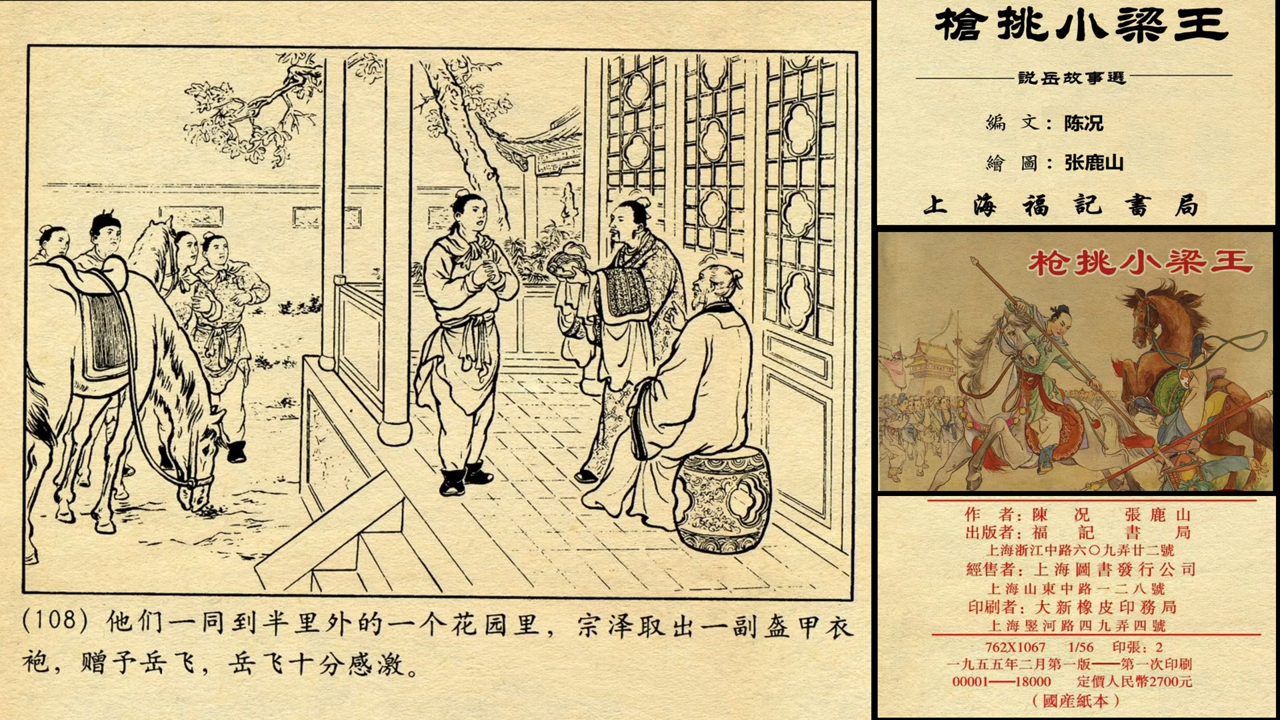 (108) 他们一同到半里外的一个花园里，宗泽取出一副盔甲衣
袍，赠予岳飞，岳飞十分感激。
槍挑小梁王
説岳故事選
編 文：陈况
繪 圖：张鹿山
上海福記書局
枪挑小梁王
作 者：陳 况 張鹿山
出版者：福記書局
上海浙江中路六〇九弄廿二號
經售者：上海圖書發行公司
上海山東中路一二八號
印刷者：大新橡皮印務局
上海竪河路四九弄四號
762X1067 1/56 印張：2
一九五五年二月第一版——第一次印刷
00001——18000 定價人民幣2700元
（國産紙本）